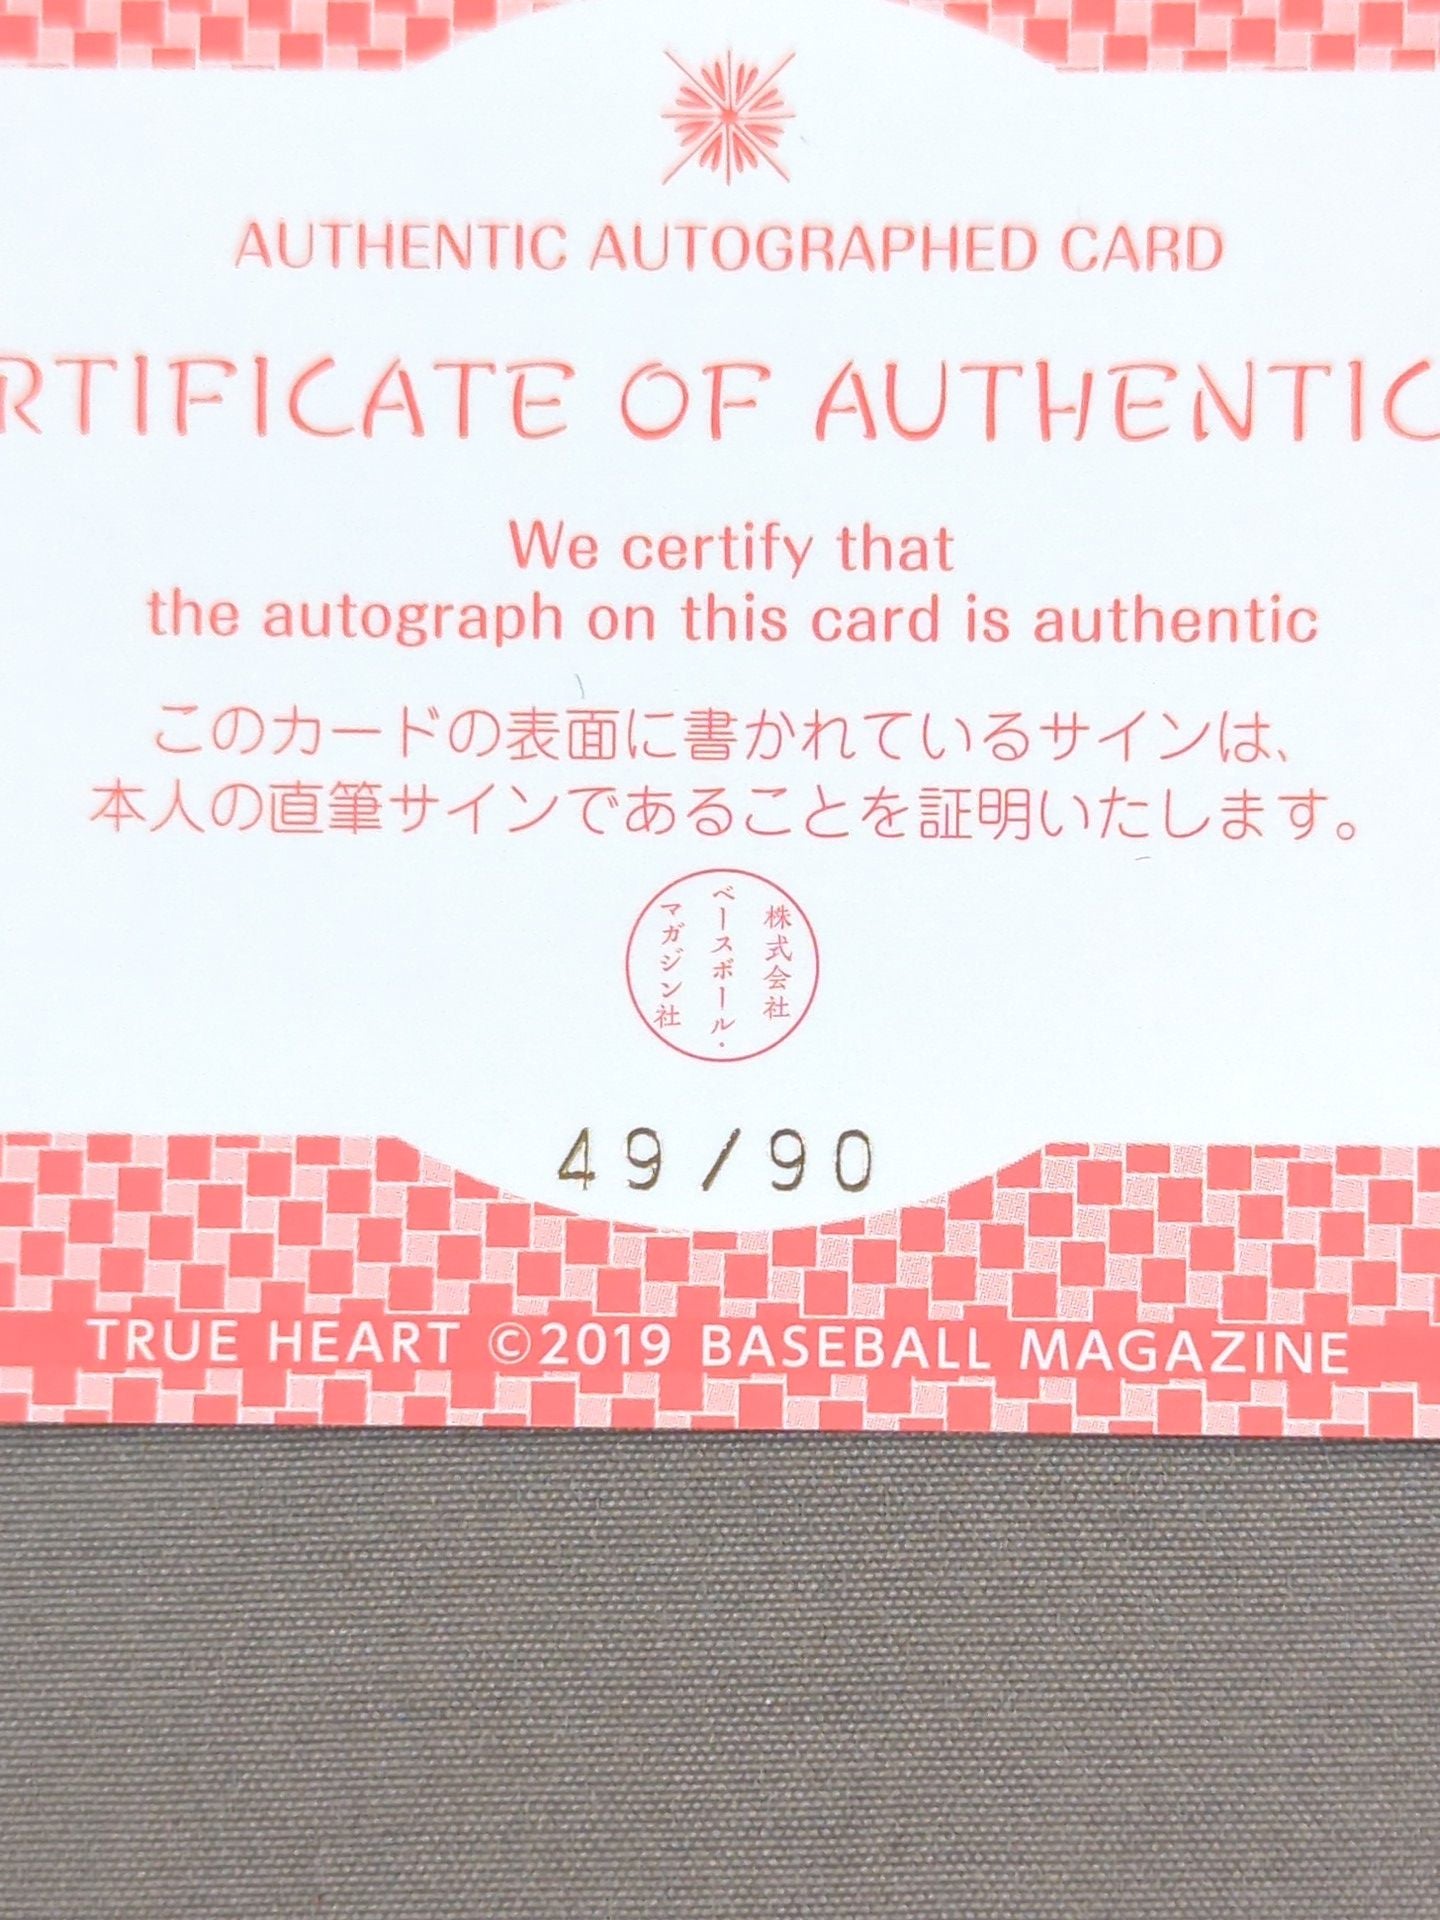 AUTHENTIC AUTOGRAPHED CARD
RTIFICATE OF AUTHENTIC
We certify that
the autograph on this card is authentic
このカードの表面に書かれているサインは、
本人の直筆サインであることを証明いたします。
株式会社
ベースボール・
マガジン社
49/90
TRUE HEART ©2019 BASEBALL MAGAZINE